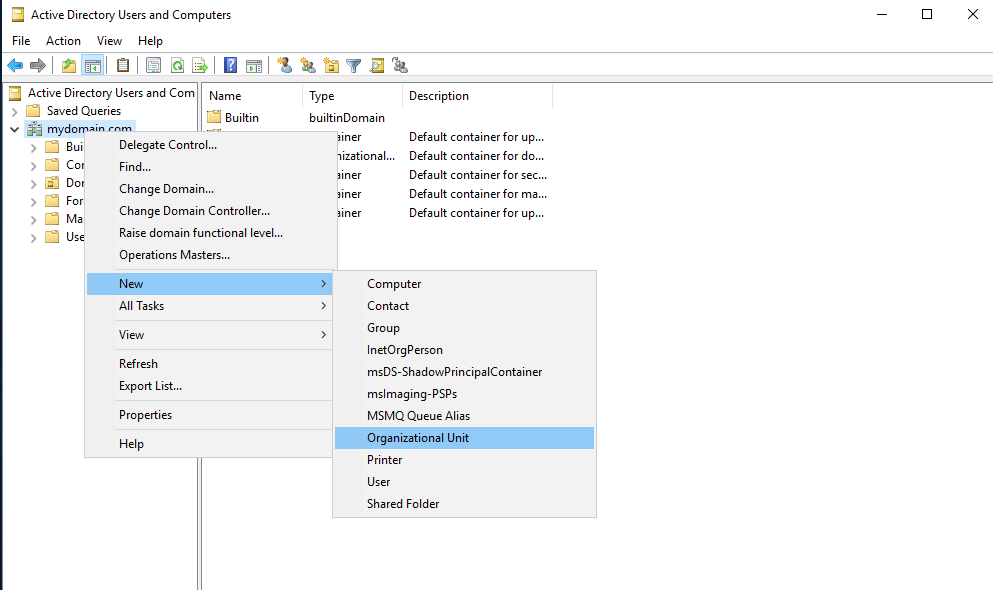 Active Directory Users and Computers
File Action View Help
Active Directory Users and Com
Saved Queries
mydomain.com
Bui
Con
Dor
For
Ma
Use
Name Type Description
Builtin builtinDomain
ainer Default container for up...
nizational... Default container for do...
ainer Default container for sec...
ainer Default container for ma...
ainer Default container for up...
Delegate Control...
Find...
Change Domain...
Change Domain Controller...
Raise domain functional level...
Operations Masters...
New
All Tasks
View
Refresh
Export List...
Properties
Help
Computer
Contact
Group
InetOrgPerson
msDS-ShadowPrincipalContainer
msImaging-PSPs
MSMQ Queue Alias
Organizational Unit
Printer
User
Shared Folder